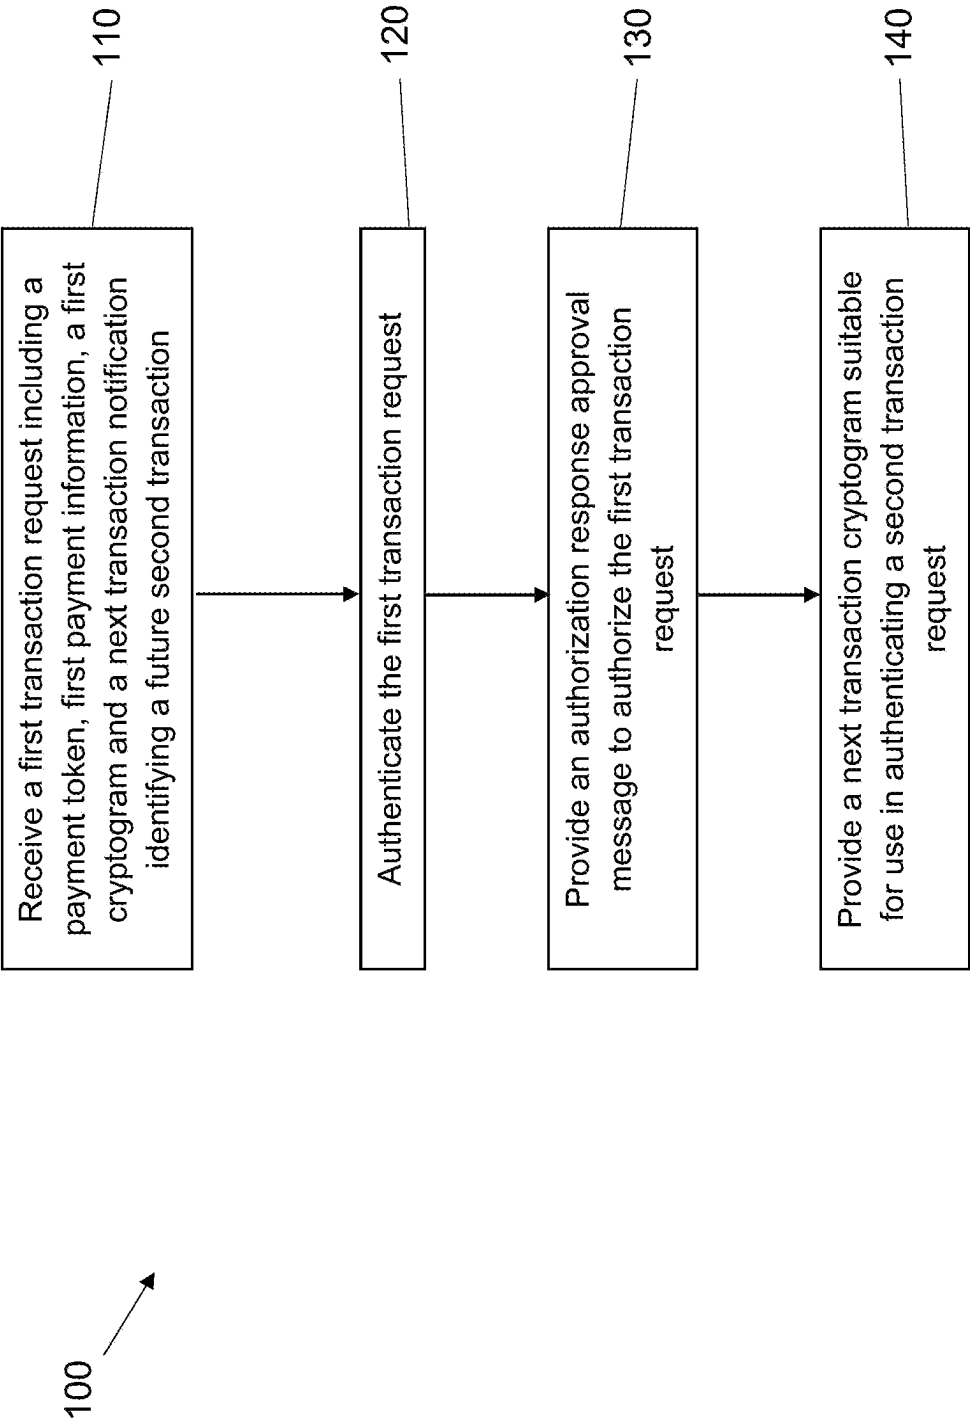 100
Receive a first transaction request including a
payment token, first payment information, a first
cryptogram and a next transaction notification
identifying a future second transaction
110
Authenticate the first transaction request
120
Provide an authorization response approval
message to authorize the first transaction
request
130
Provide a next transaction cryptogram suitable
for use in authenticating a second transaction
request
140